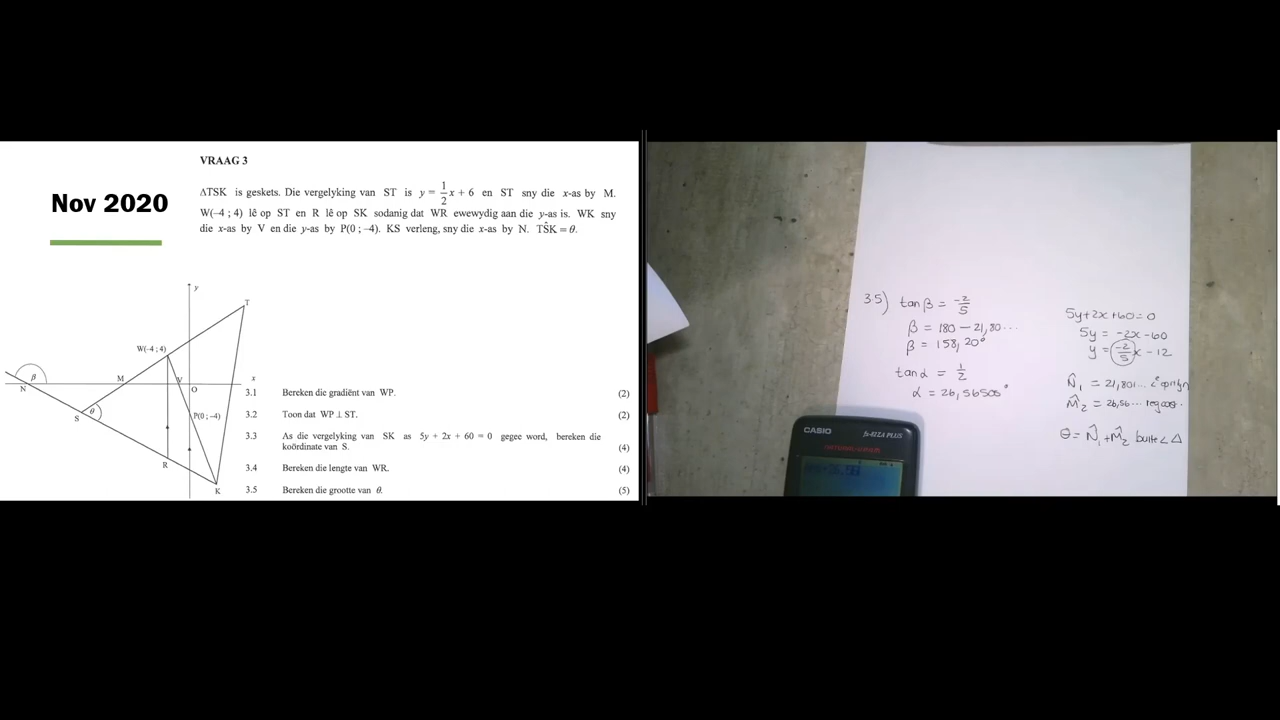 VRAAG 3
Nov 2020
ΔTSK is geskets. Die vergelyking van ST is y = 1/2 x + 6 en ST sny die x-as by M.
W(−4 ; 4) lê op ST en R lê op SK sodanig dat WR ewewydig aan die y-as is. WK sny
die x-as by V en die y-as by P(0 ; −4). KS verleng, sny die x-as by N. TŜK = θ.
y
T
W(−4 ; 4)
β
M
V
x
N
O
S
θ
P(0 ; −4)
R
K
3.1 Bereken die gradiënt van WP. (2)
3.2 Toon dat WP ⊥ ST. (2)
3.3 As die vergelyking van SK as 5y + 2x + 60 = 0 gegee word, bereken die
koördinate van S. (4)
3.4 Bereken die lengte van WR. (4)
3.5 Bereken die grootte van θ. (5)
3.5) tan β = -2/5
β = 180 − 21,80...
β = 158,20°
tan α = 1/2
α = 26,56505°
5y+2x+60=0
5y = -2x-60
y = -2/5 x - 12
N̂₁ = 21,801...
M̂₂ = 26,56...
θ = N̂₁ + M̂₂ buite ∠ Δ
CASIO
fx-82ZA PLUS